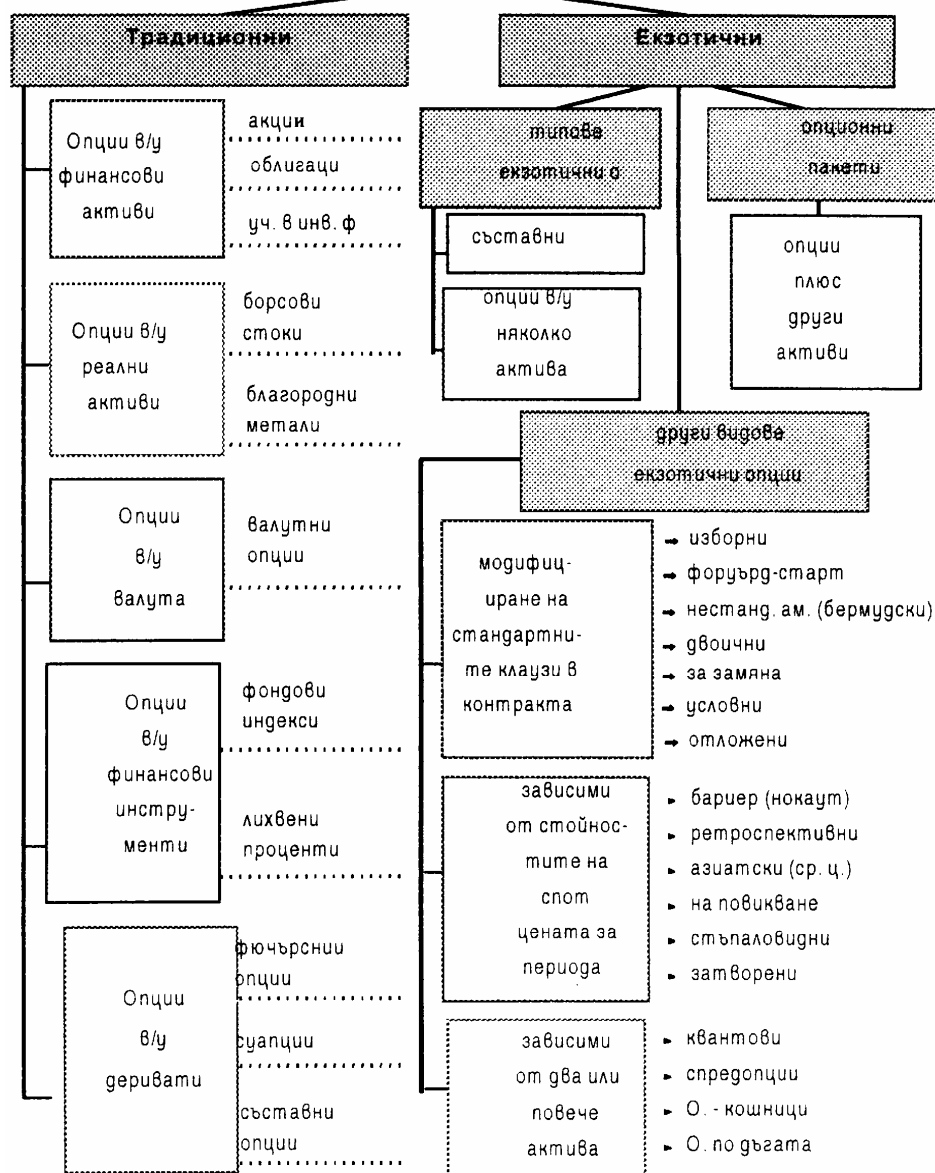 Традиционни
Опции в/у
финансови
активи
акции
облигаци
уч. в инв. ф
Опции в/у
реални
активи
борсови
стоки
благородни
метали
Опции
в/у
валута
валутни
опции
Опции
в/у
финансови
инстру-
менти
фондови
индекси
лихвени
проценти
Опции
в/у
деривати
фючърснии
опции
суапции
съставни
опции
Екзотични
типове
екзотични о
съставни
опции в/у
няколко
актива
опционни
пакети
опции
плюс
други
активи
други видове
екзотични опции
модифиц-
иране на
стандартни-
те клаузи в
контракта
изборни
форуърд-старт
нестанд. ам. (бермудски)
двоични
за замяна
условни
отложени
зависими
от стойнос-
тите на
спот
цената за
периода
бариер (нокаут)
ретроспективни
азиатски (ср. ц.)
на повикване
стъпаловидни
затворени
зависими
от два или
повече
актива
квантови
спредопции
О. - кошници
О. по дъгата